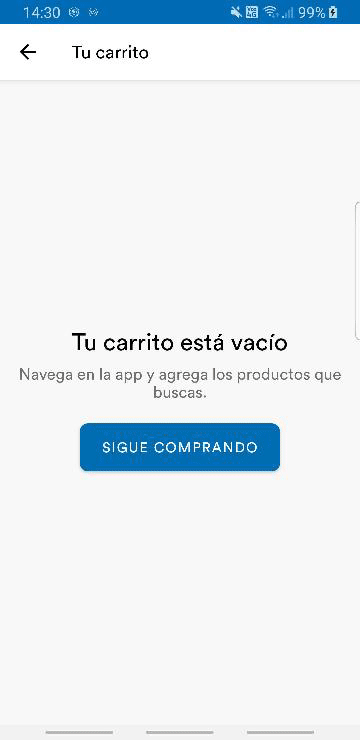 14:30
99%
Tu carrito
Tu carrito está vacío
Navega en la app y agrega los productos que
buscas.
SIGUE COMPRANDO